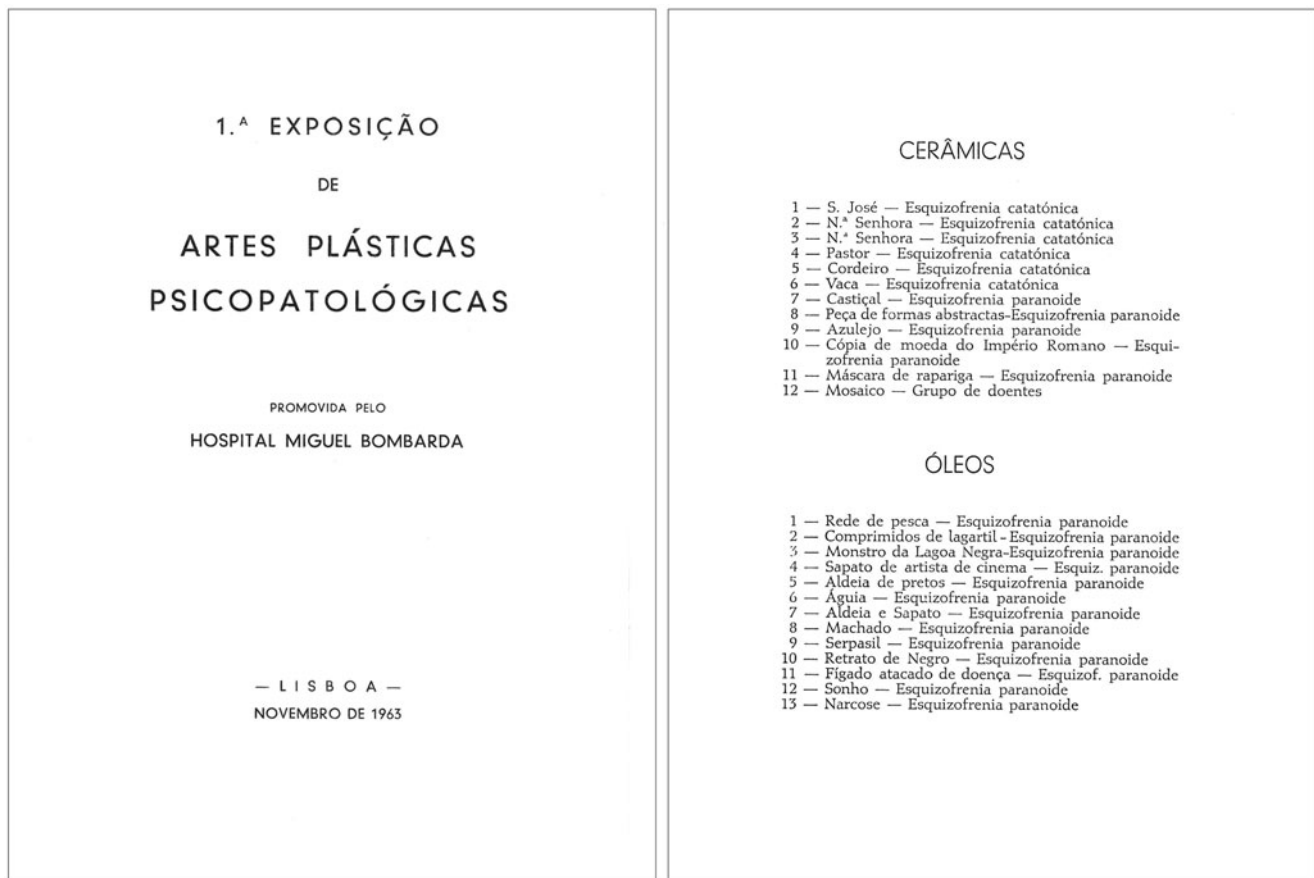 1.ᴬ EXPOSIÇÃO
DE
ARTES PLÁSTICAS
PSICOPATOLÓGICAS
PROMOVIDA PELO
HOSPITAL MIGUEL BOMBARDA
— LISBOA —
NOVEMBRO DE 1963
CERÂMICAS
1 — S. José — Esquizofrenia catatónica
2 — N.ª Senhora — Esquizofrenia catatónica
3 — N.ª Senhora — Esquizofrenia catatónica
4 — Pastor — Esquizofrenia catatónica
5 — Cordeiro — Esquizofrenia catatónica
6 — Vaca — Esquizofrenia catatónica
7 — Castiçal — Esquizofrenia paranoide
8 — Peça de formas abstractas-Esquizofrenia paranoide
9 — Azulejo — Esquizofrenia paranoide
10 — Cópia de moeda do Império Romano — Esqui-
zofrenia paranoide
11 — Máscara de rapariga — Esquizofrenia paranoide
12 — Mosaico — Grupo de doentes
ÓLEOS
1 — Rede de pesca — Esquizofrenia paranoide
2 — Comprimidos de lagartil - Esquizofrenia paranoide
3 — Monstro da Lagoa Negra-Esquizofrenia paranoide
4 — Sapato de artista de cinema — Esquiz. paranoide
5 — Aldeia de pretos — Esquizofrenia paranoide
6 — Águia — Esquizofrenia paranoide
7 — Aldeia e Sapato — Esquizofrenia paranoide
8 — Machado — Esquizofrenia paranoide
9 — Serpasil — Esquizofrenia paranoide
10 — Retrato de Negro — Esquizofrenia paranoide
11 — Fígado atacado de doença — Esquizof. paranoide
12 — Sonho — Esquizofrenia paranoide
13 — Narcose — Esquizofrenia paranoide